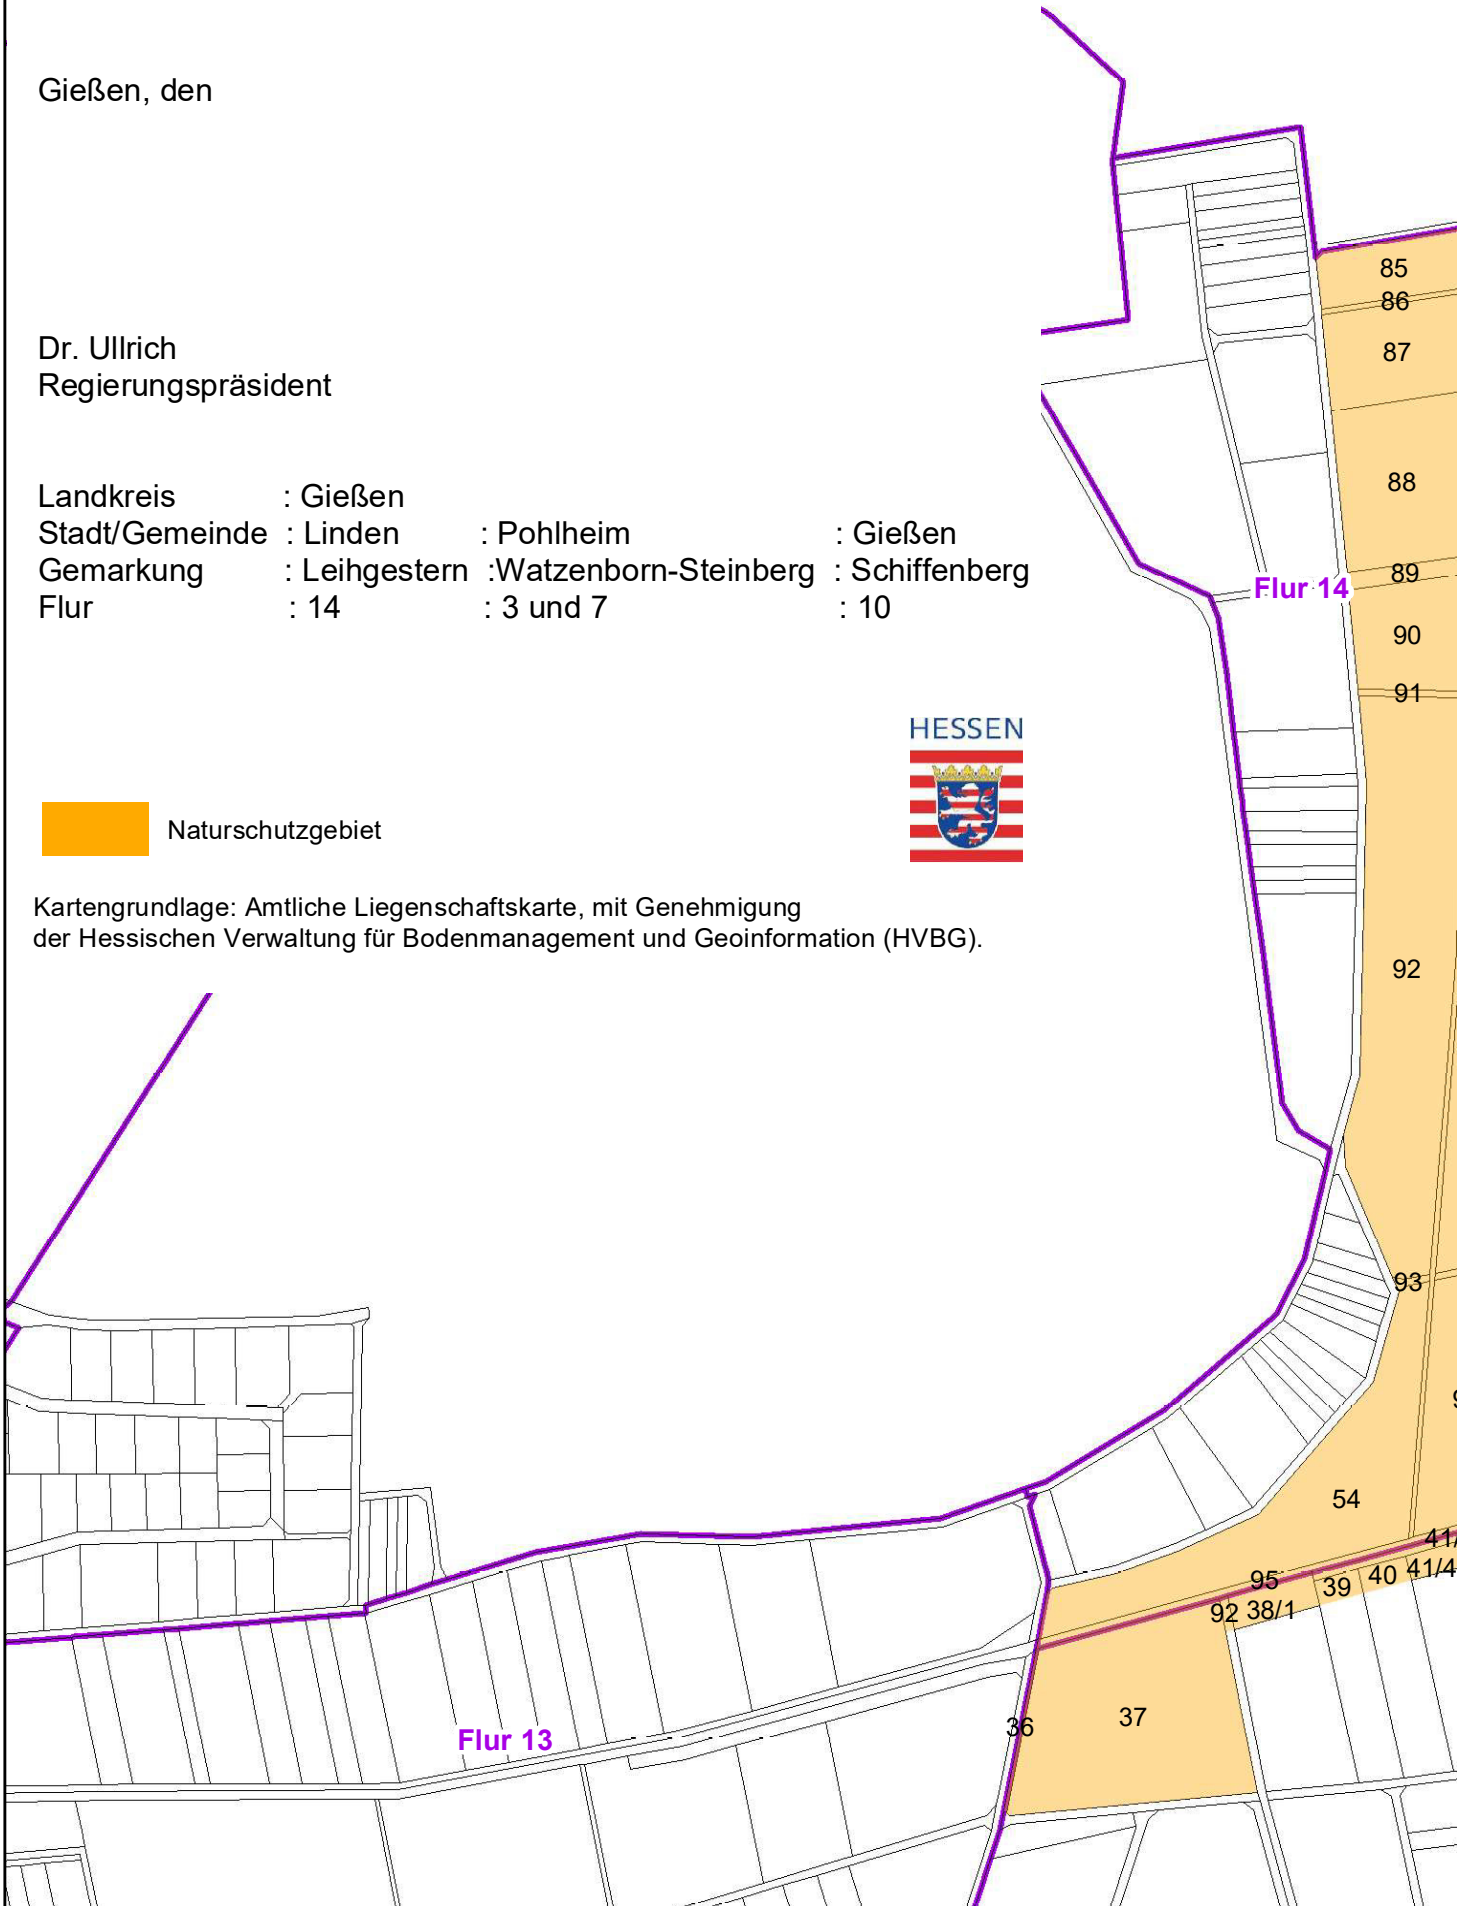 Gießen, den
Dr. Ullrich
Regierungspräsident
Landkreis : Gießen
Stadt/Gemeinde : Linden : Pohlheim : Gießen
Gemarkung : Leihgestern :Watzenborn-Steinberg : Schiffenberg
Flur : 14 : 3 und 7 : 10
HESSEN
Naturschutzgebiet
Kartengrundlage: Amtliche Liegenschaftskarte, mit Genehmigung
der Hessischen Verwaltung für Bodenmanagement und Geoinformation (HVBG).
85
86
87
88
89
Flur 14
90
91
92
93
54
41/
95
39
40
41/4
92
38/1
36
37
Flur 13